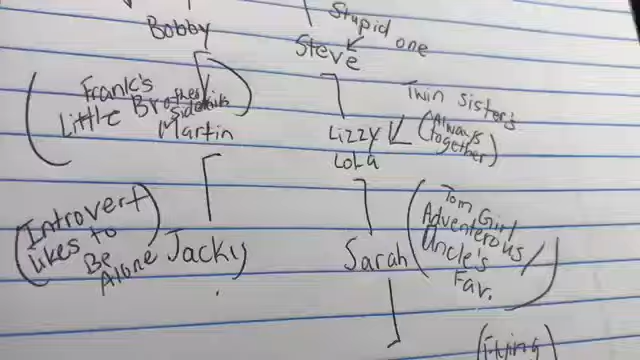 Stupid one
Bobby
Steve
Frank's
Little Brother
Sidekick
Martin
Twin Sisters
Lizzy
(Always
together)
Lola
(Introvert
likes to
Be
Alone
Jacky)
Sarah
(Tom Girl
Adventerous
Uncle's
Fav.
(Flying)